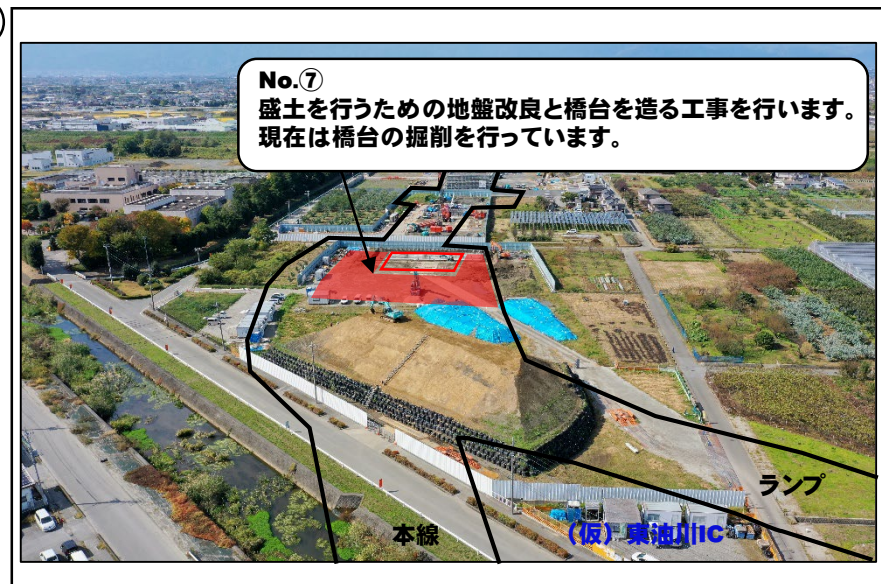 No.⑦
盛土を行うための地盤改良と橋台を造る工事を行います。
現在は橋台の掘削を行っています。
ランプ
本線
(仮) 東油川IC